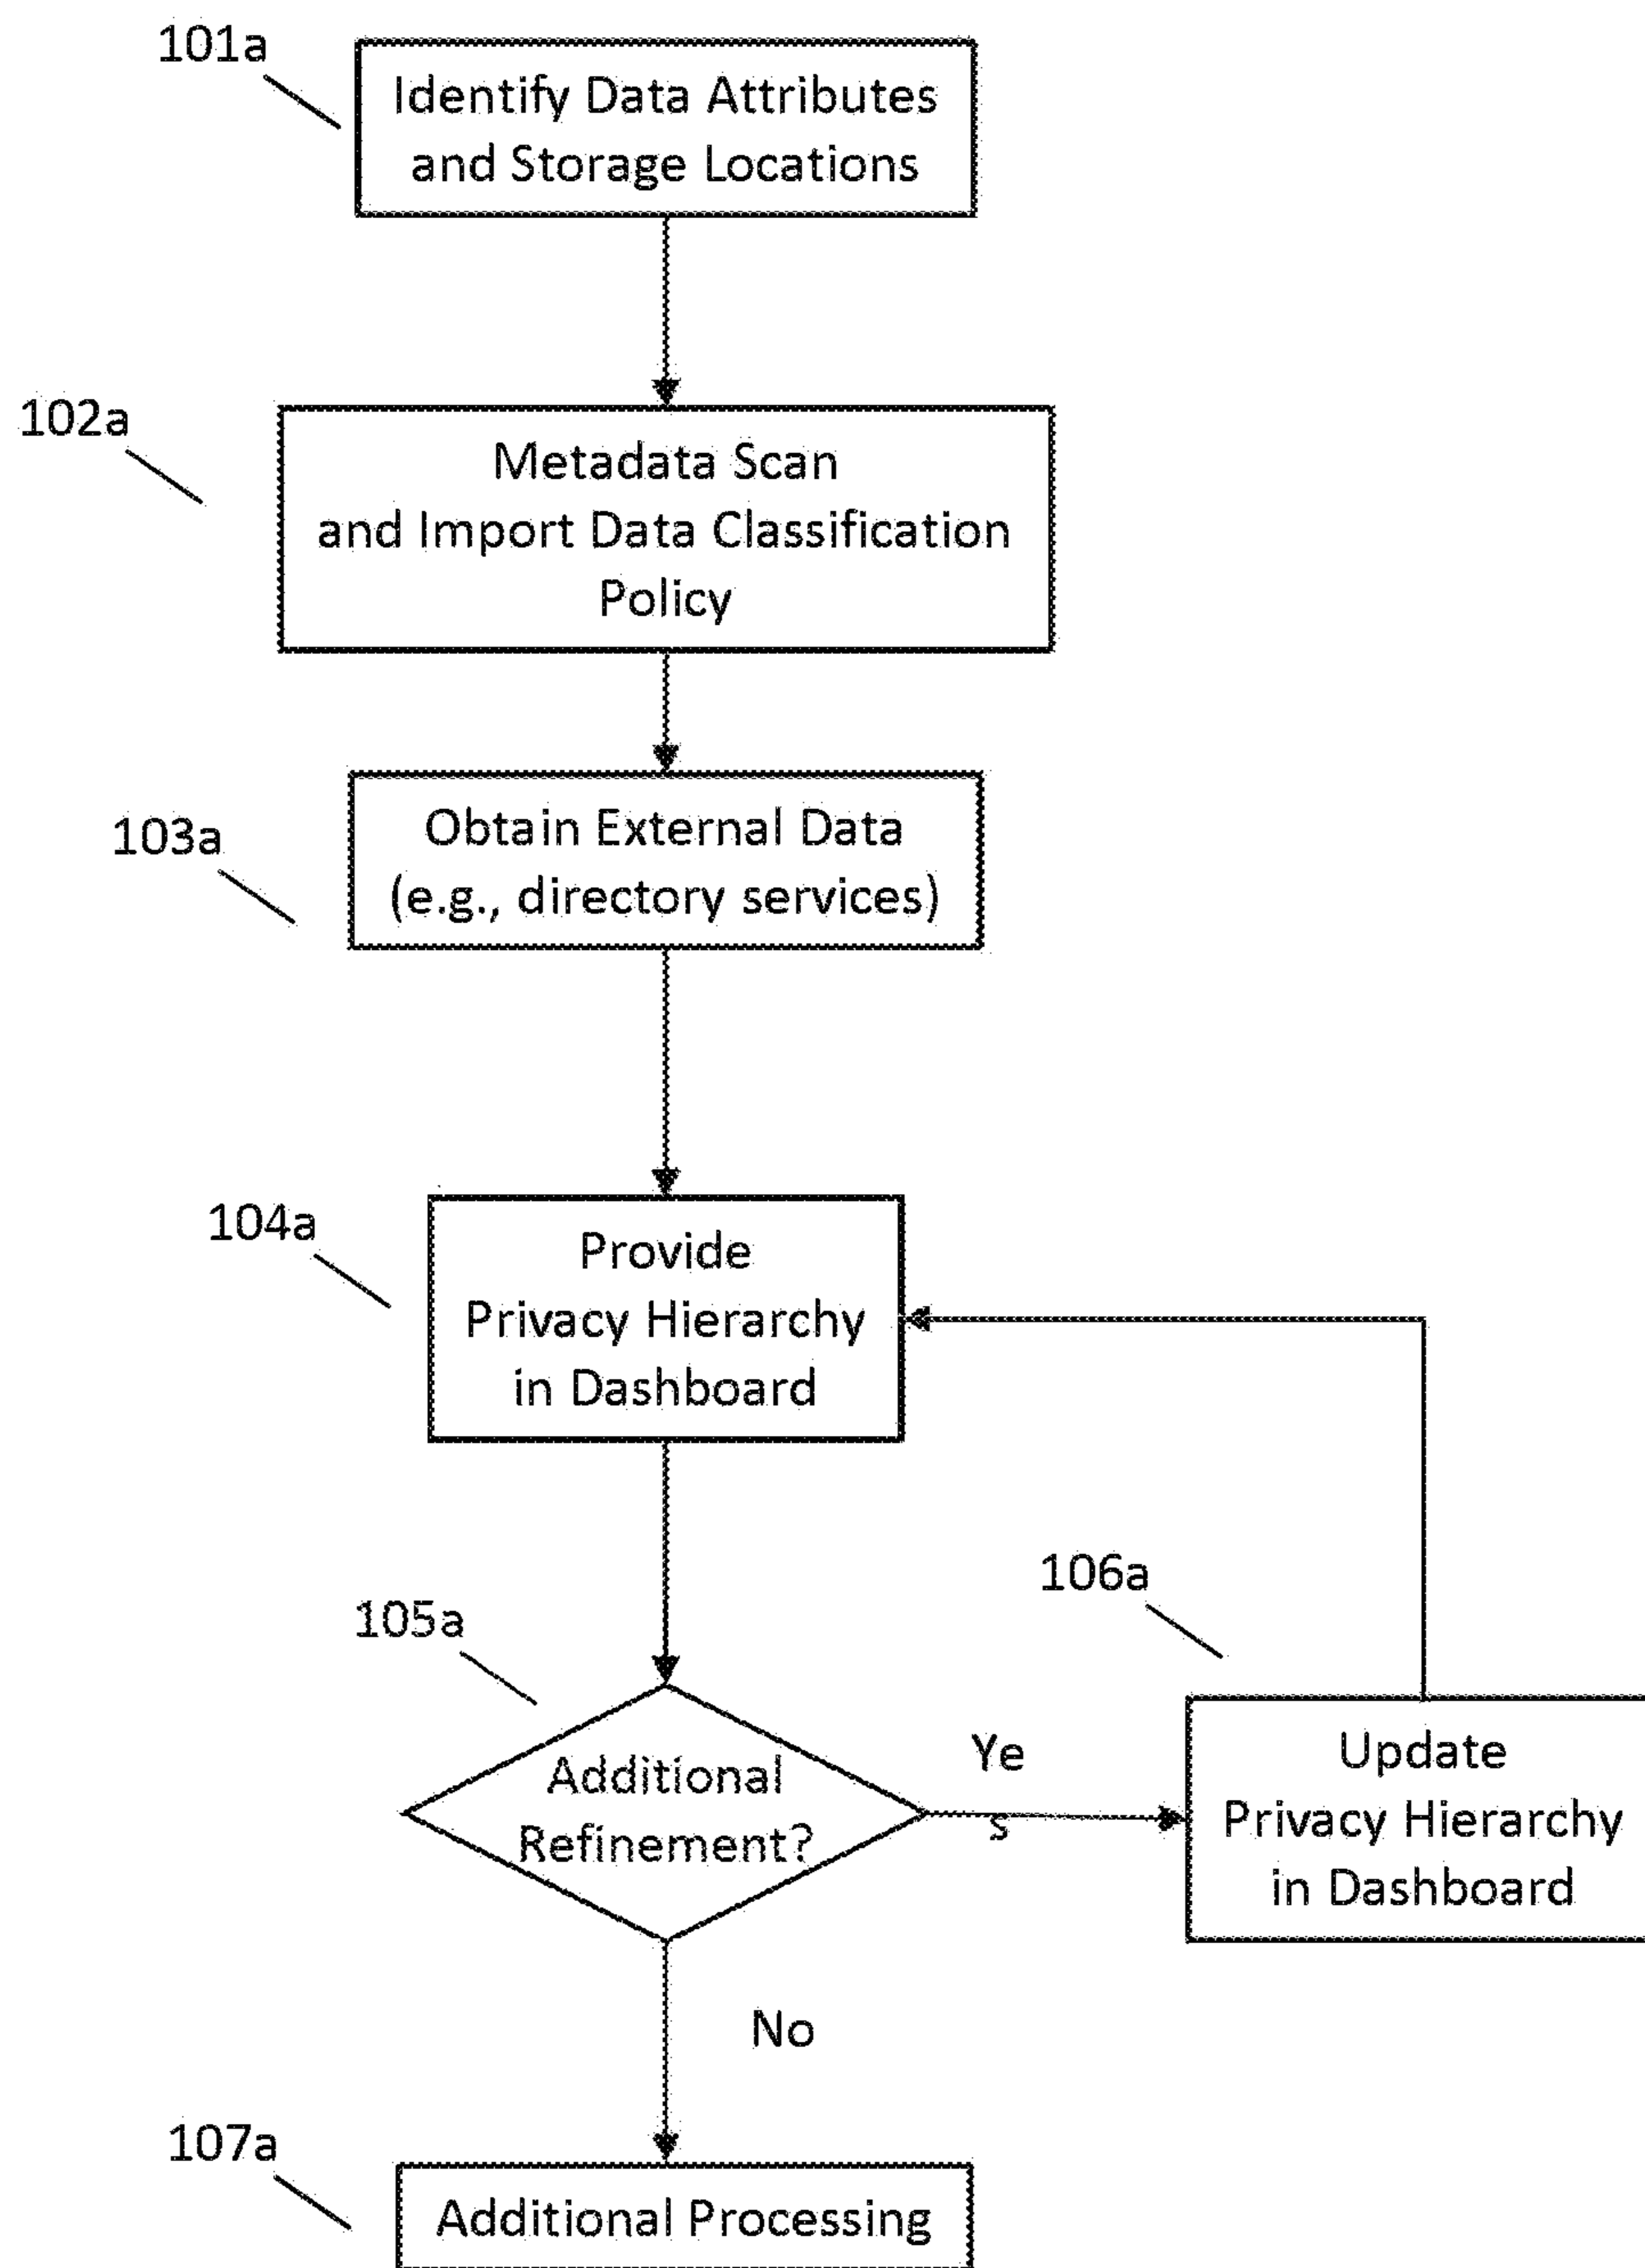 101a
Identify Data Attributes
and Storage Locations
102a
Metadata Scan
and Import Data Classification
Policy
103a
Obtain External Data
(e.g., directory services)
104a
Provide
Privacy Hierarchy
in Dashboard
105a
Additional
Refinement?
Ye
s
106a
Update
Privacy Hierarchy
in Dashboard
No
107a
Additional Processing